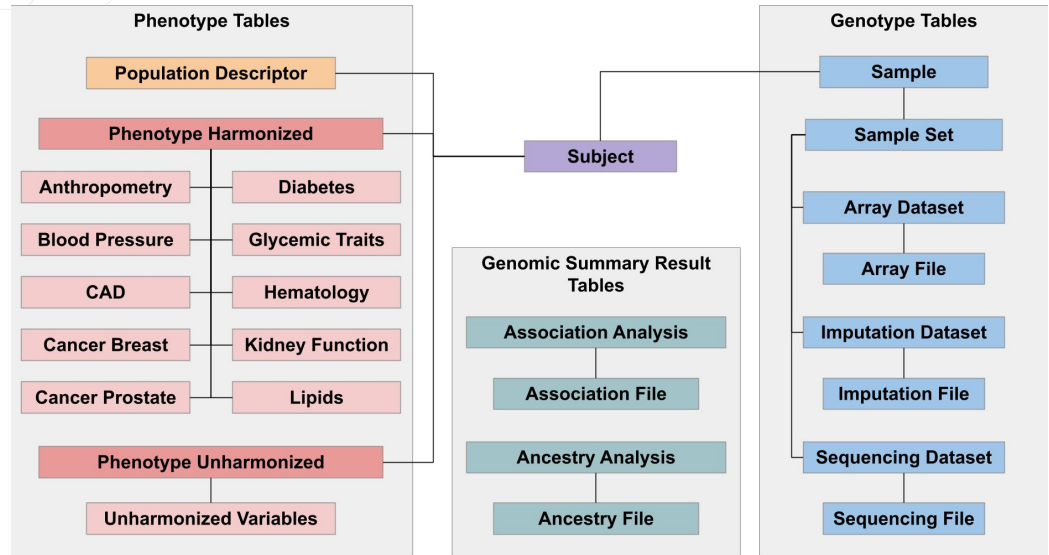 Phenotype Tables
Population Descriptor
Phenotype Harmonized
Anthropometry
Diabetes
Blood Pressure
Glycemic Traits
CAD
Hematology
Cancer Breast
Kidney Function
Cancer Prostate
Lipids
Phenotype Unharmonized
Unharmonized Variables
Subject
Genomic Summary Result
Tables
Association Analysis
Association File
Ancestry Analysis
Ancestry File
Genotype Tables
Sample
Sample Set
Array Dataset
Array File
Imputation Dataset
Imputation File
Sequencing Dataset
Sequencing File